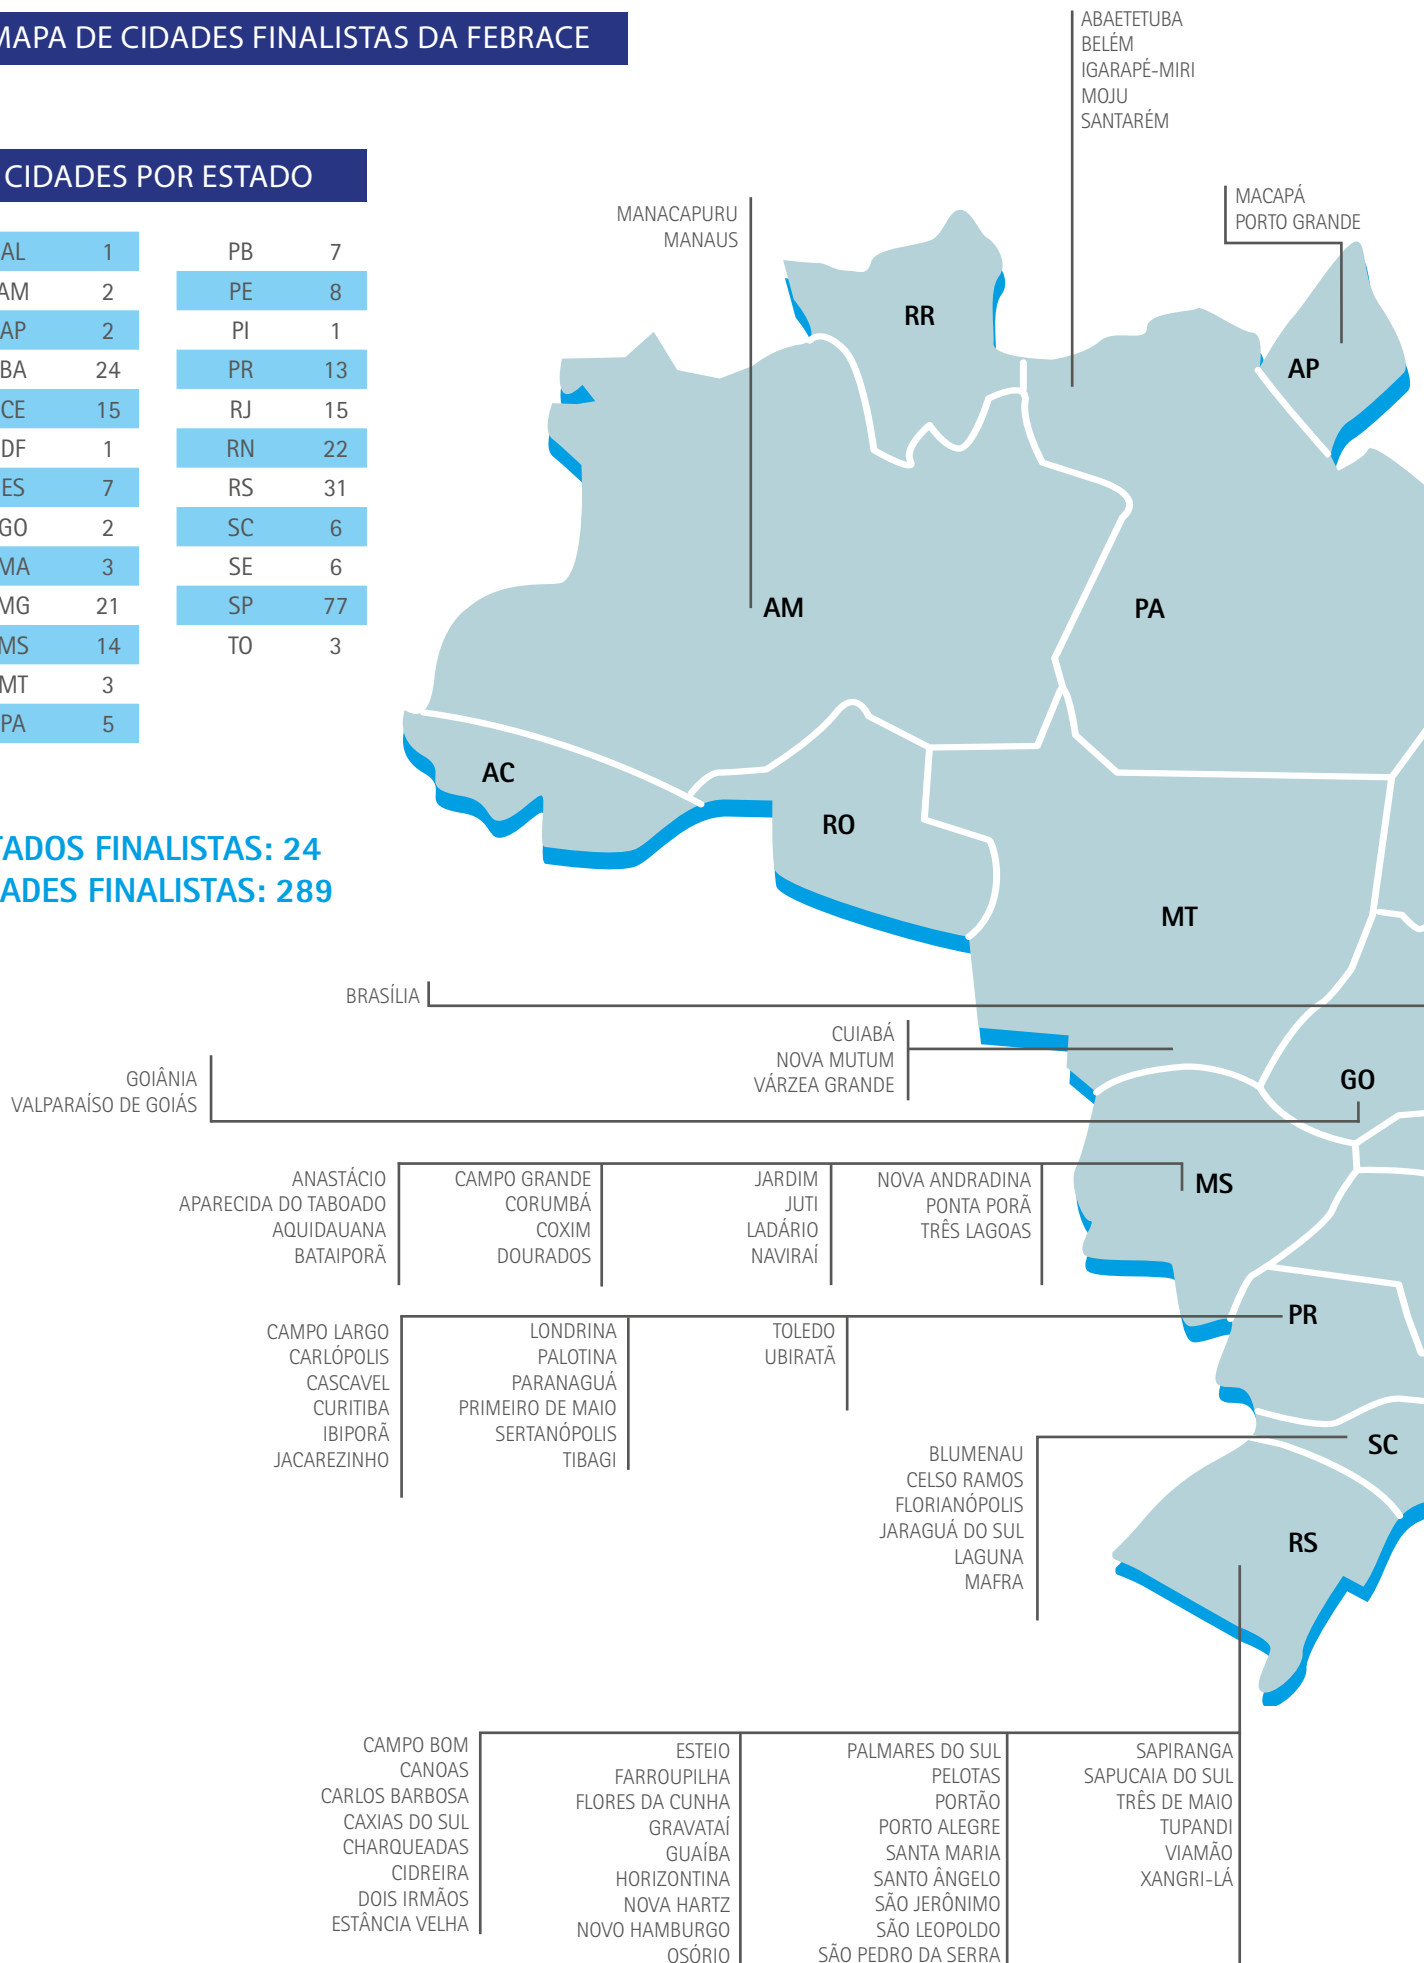 MAPA DE CIDADES FINALISTAS DA FEBRACE
CIDADES POR ESTADO
AL 1
AM 2
AP 2
BA 24
CE 15
DF 1
ES 7
GO 2
MA 3
MG 21
MS 14
MT 3
PA 5
PB 7
PE 8
PI 1
PR 13
RJ 15
RN 22
RS 31
SC 6
SE 6
SP 77
TO 3
TADOS FINALISTAS: 24
ADES FINALISTAS: 289
ABAETETUBA
BELÉM
IGARAPÉ-MIRI
MOJU
SANTARÉM
MACAPÁ
PORTO GRANDE
MANACAPURU
MANAUS
RR
AP
AM
PA
AC
RO
MT
BRASÍLIA
CUIABÁ
NOVA MUTUM
VÁRZEA GRANDE
GOIÂNIA
VALPARAÍSO DE GOIÁS
GO
ANASTÁCIO
APARECIDA DO TABOADO
AQUIDAUANA
BATAIPORÃ
CAMPO GRANDE
CORUMBÁ
COXIM
DOURADOS
JARDIM
JUTI
LADÁRIO
NAVIRAÍ
NOVA ANDRADINA
PONTA PORÃ
TRÊS LAGOAS
MS
CAMPO LARGO
CARLÓPOLIS
CASCAVEL
CURITIBA
IBIPORÃ
JACAREZINHO
LONDRINA
PALOTINA
PARANAGUÁ
PRIMEIRO DE MAIO
SERTANÓPOLIS
TIBAGI
TOLEDO
UBIRATÃ
PR
BLUMENAU
CELSO RAMOS
FLORIANÓPOLIS
JARAGUÁ DO SUL
LAGUNA
MAFRA
SC
RS
CAMPO BOM
CANOAS
CARLOS BARBOSA
CAXIAS DO SUL
CHARQUEADAS
CIDREIRA
DOIS IRMÃOS
ESTÂNCIA VELHA
ESTEIO
FARROUPILHA
FLORES DA CUNHA
GRAVATAÍ
GUAÍBA
HORIZONTINA
NOVA HARTZ
NOVO HAMBURGO
OSÓRIO
PALMARES DO SUL
PELOTAS
PORTÃO
PORTO ALEGRE
SANTA MARIA
SANTO ÂNGELO
SÃO JERÔNIMO
SÃO LEOPOLDO
SÃO PEDRO DA SERRA
SAPIRANGA
SAPUCAIA DO SUL
TRÊS DE MAIO
TUPANDI
VIAMÃO
XANGRI-LÁ